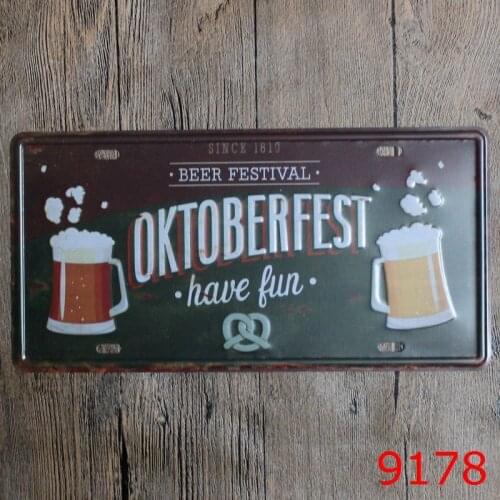 SINCE 1810
· BEER FESTIVAL ·
OKTOBERFEST
· have fun ·
9178